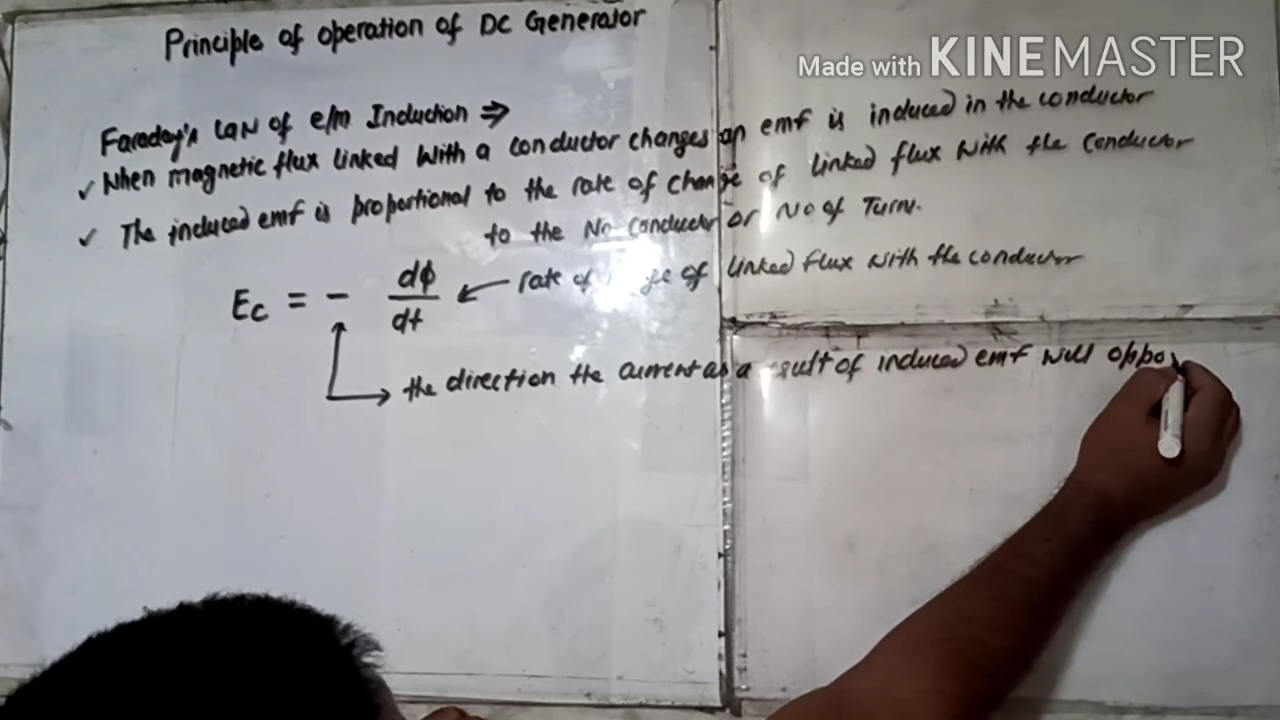 Principle of operation of DC Generator
Made with KINEMASTER
Faraday's Law of e/m Induction ⇒
✓ When magnetic flux linked with a conductor changes an emf is induced in the conductor
✓ The induced emf is proportional to the rate of change of linked flux with the conductor
to the No conductor or No of Turns.
Ec = - dϕ/dt ← rate of linked flux with the conductor
the direction the current as a result of induced emf will oppo